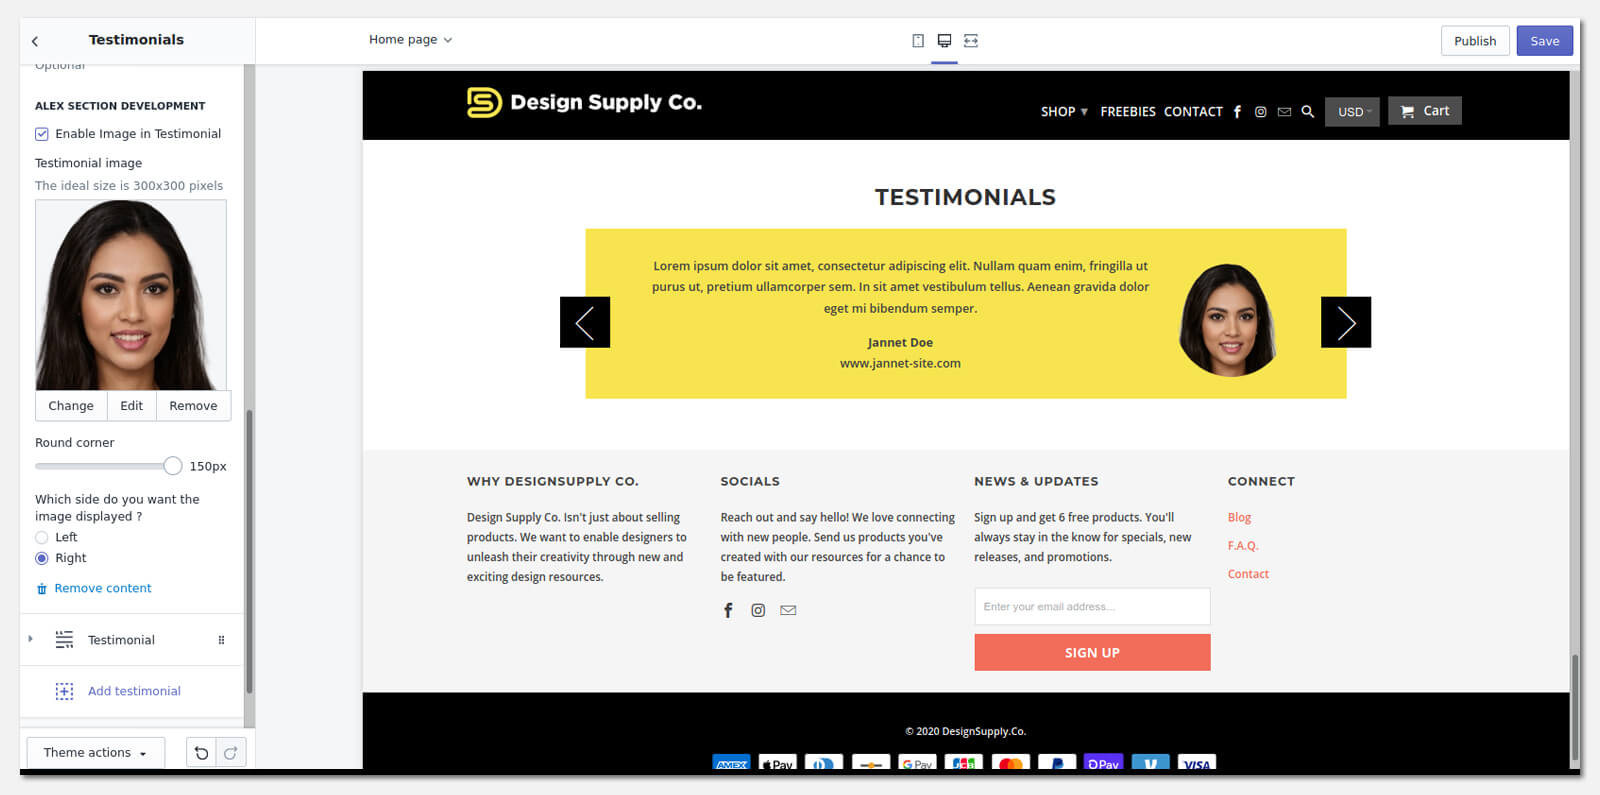 Testimonials
Home page
Publish
Save
Optional
ALEX SECTION DEVELOPMENT
Enable Image in Testimonial
Testimonial image
The ideal size is 300x300 pixels
Change
Edit
Remove
Round corner
150px
Which side do you want the
image displayed ?
Left
Right
Remove content
Testimonial
Add testimonial
Theme actions
Design Supply Co.
SHOP
FREEBIES
CONTACT
USD
Cart
TESTIMONIALS
Lorem ipsum dolor sit amet, consectetur adipiscing elit. Nullam quam enim, fringilla ut
purus ut, pretium ullamcorper sem. In sit amet vestibulum tellus. Aenean gravida dolor
eget mi bibendum semper.
Jannet Doe
www.jannet-site.com
WHY DESIGNSUPPLY CO.
Design Supply Co. Isn't just about selling
products. We want to enable designers to
unleash their creativity through new and
exciting design resources.
SOCIALS
Reach out and say hello! We love connecting
with new people. Send us products you've
created with our resources for a chance to
be featured.
NEWS & UPDATES
Sign up and get 6 free products. You'll
always stay in the know for specials, new
releases, and promotions.
Enter your email address...
SIGN UP
CONNECT
Blog
F.A.Q.
Contact
© 2020 DesignSupply.Co.
AMEX
Pay
G Pay
JCB
Pay
VISA